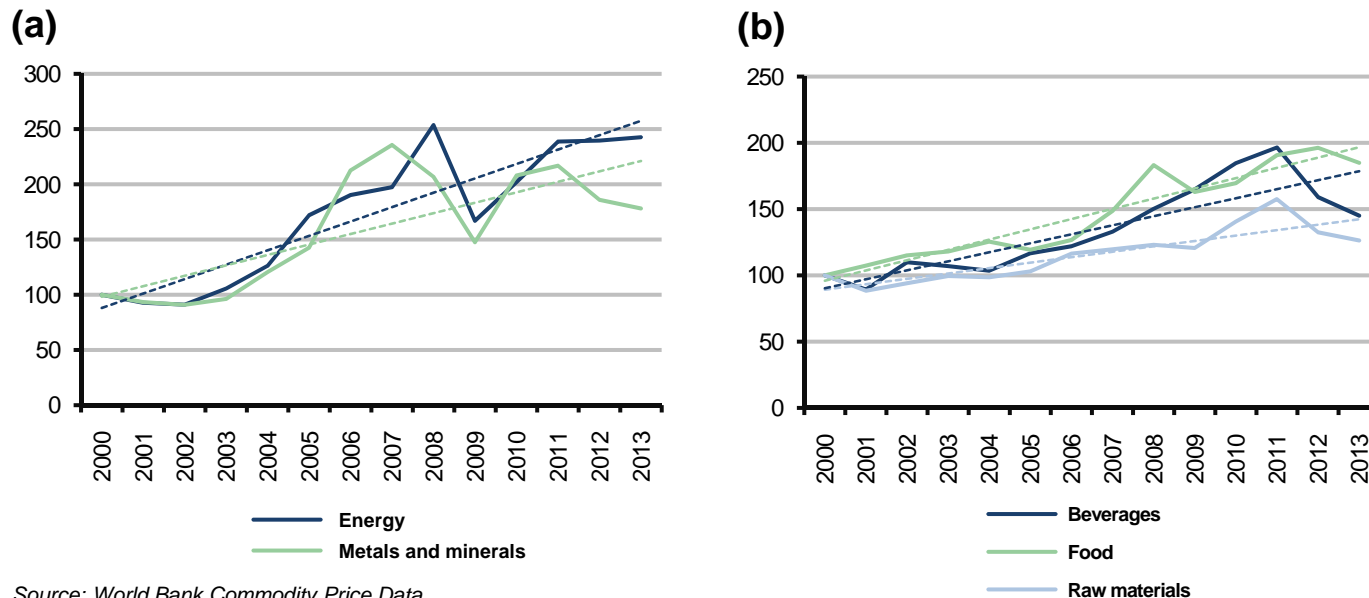 (a)
300
250
200
150
100
50
0
2000 2001 2002 2003 2004 2005 2006 2007 2008 2009 2010 2011 2012 2013
Energy
Metals and minerals
Source: World Bank Commodity Price Data
(b)
250
200
150
100
50
0
2000 2001 2002 2003 2004 2005 2006 2007 2008 2009 2010 2011 2012 2013
Beverages
Food
Raw materials